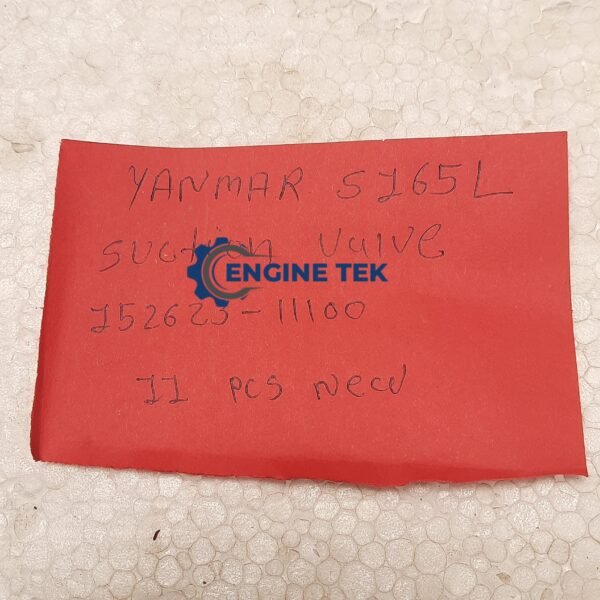 YANMAR S165L
suction valve
ENGINE TEK
152623-11100
11 pcs new